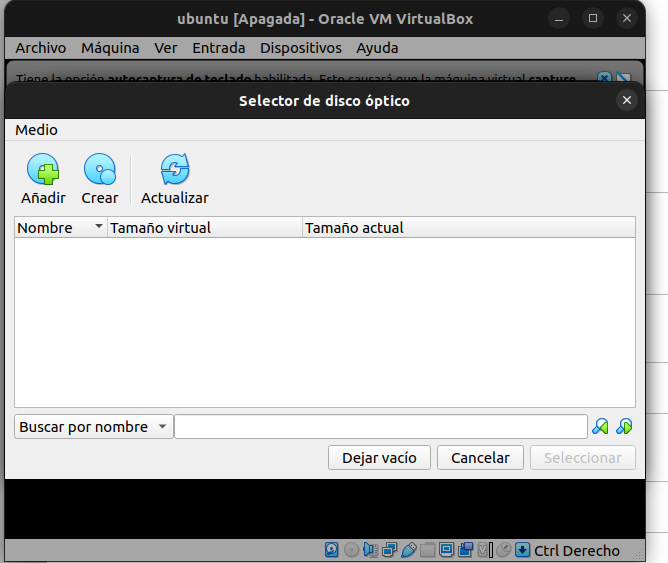 ubuntu [Apagada] - Oracle VM VirtualBox
Archivo Máquina Ver Entrada Dispositivos Ayuda
Tiene la opción autocaptura de teclado habilitada. Esto causará que la máquina virtual capture
Selector de disco óptico
Medio
Añadir Crear Actualizar
Nombre Tamaño virtual Tamaño actual
Buscar por nombre
Dejar vacío Cancelar Seleccionar
Ctrl Derecho